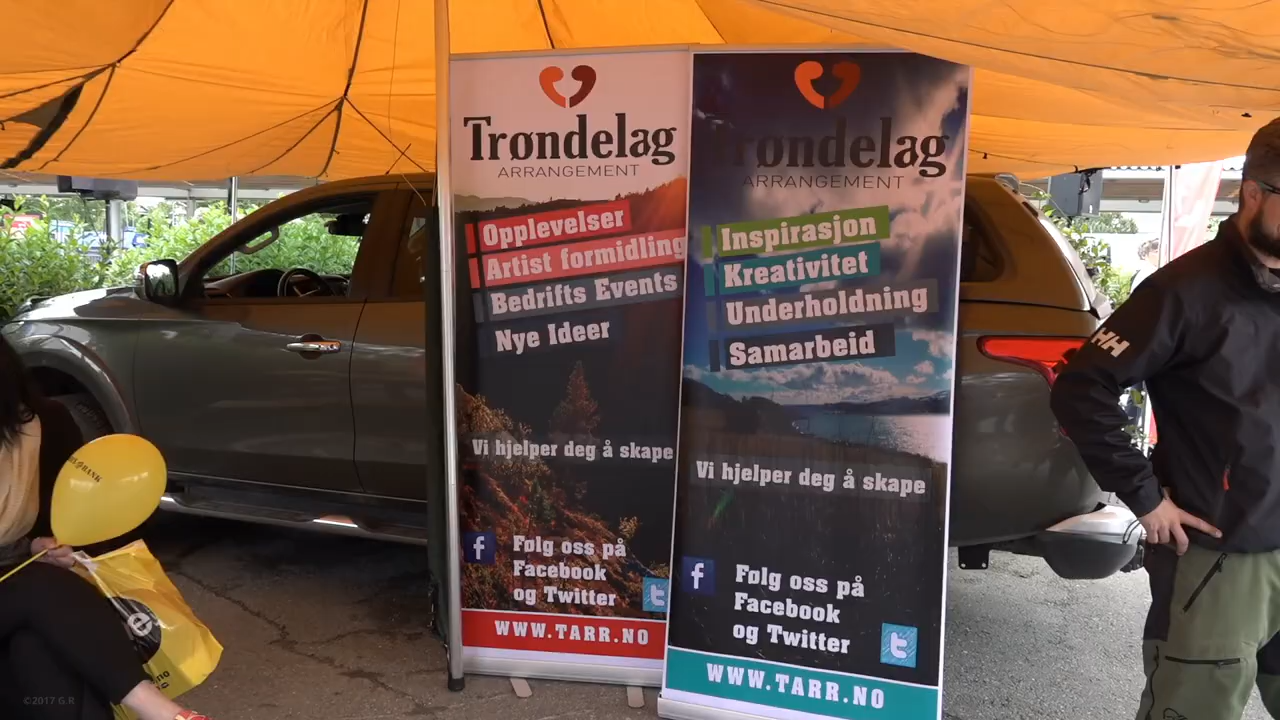 Trøndelag
ARRANGEMENT
Opplevelser
Artist formidling
Bedrifts Events
Nye Ideer
Vi hjelper deg å skape
f
Følg oss på
Facebook
og Twitter
t
WWW.TARR.NO
Trøndelag
ARRANGEMENT
Inspirasjon
Kreativitet
Underholdning
Samarbeid
Vi hjelper deg å skape
f
Følg oss på
Facebook
og Twitter
t
WWW.TARR.NO
HH
BANK
e
no
©2017 G.R